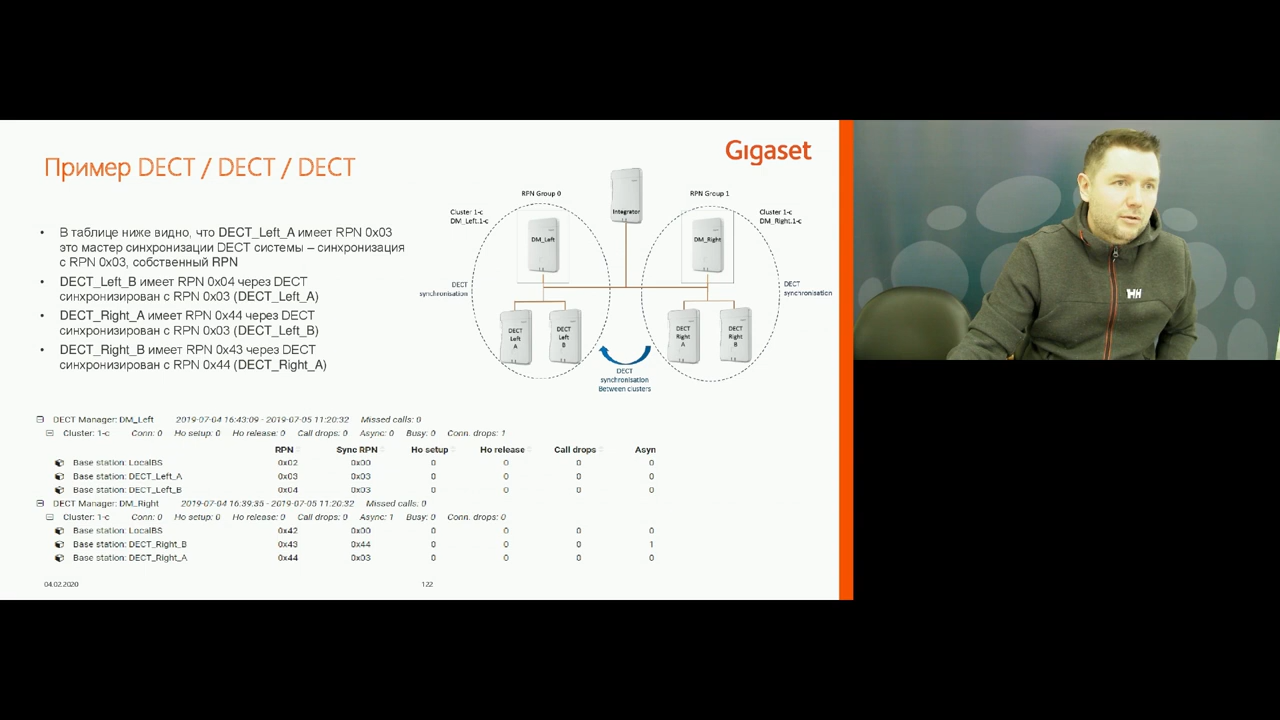 Пример DECT / DECT / DECT
Gigaset
• В таблице ниже видно, что DECT_Left_A имеет RPN 0x03
это мастер синхронизации DECT системы – синхронизация
с RPN 0x03, собственный RPN
• DECT_Left_B имеет RPN 0x04 через DECT
синхронизирован с RPN 0x03 (DECT_Left_A)
• DECT_Right_A имеет RPN 0x44 через DECT
синхронизирован с RPN 0x03 (DECT_Left_B)
• DECT_Right_B имеет RPN 0x43 через DECT
синхронизирован с RPN 0x44 (DECT_Right_A)
RPN Group 0
RPN Group 1
Integrator
Cluster 1-c
DM_Left.1-c
Cluster 1-c
DM_Right.1-c
DM_Left
DM_Right
DECT
synchronisation
DECT
synchronisation
DECT
Left
A
DECT
Left
B
DECT
Right
A
DECT
Right
B
DECT
synchronisation
Between clusters
DECT Manager: DM_Left 2019-07-04 16:43:09 - 2019-07-05 11:20:32 Missed calls: 0
Cluster: 1-c Conn: 0 Ho setup: 0 Ho release: 0 Call drops: 0 Async: 0 Busy: 0 Conn. drops: 1
RPN Sync RPN Ho setup Ho release Call drops Asyn
Base station: LocalBS 0x02 0x00 0 0 0 0
Base station: DECT_Left_A 0x03 0x03 0 0 0 0
Base station: DECT_Left_B 0x04 0x03 0 0 0 0
DECT Manager: DM_Right 2019-07-04 16:39:35 - 2019-07-05 11:20:32 Missed calls: 0
Cluster: 1-c Conn: 0 Ho setup: 0 Ho release: 0 Call drops: 0 Async: 1 Busy: 0 Conn. drops: 0
Base station: LocalBS 0x42 0x00 0 0 0 0
Base station: DECT_Right_B 0x43 0x44 0 0 0 1
Base station: DECT_Right_A 0x44 0x03 0 0 0 0
04.02.2020
122
HH